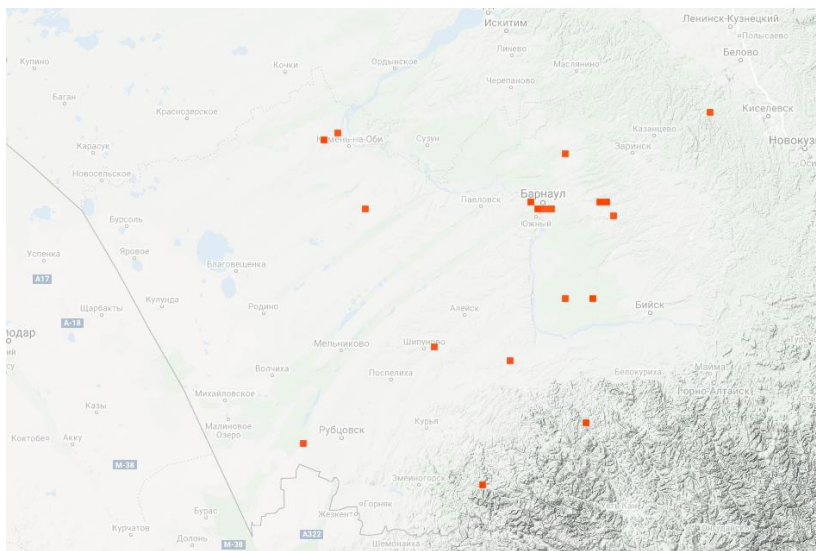 Искитим
Ленинск-Кузнецкий
Полысаево
Линево
Белово
Купино
Кочки
Ордынское
Маслянино
Черепаново
Баган
Киселевск
Краснозерское
Казанцево
Карасук
Камень-на-Оби
Сузун
Заринск
Новокуз
Новосельское
Павловск
Барнаул
Бурсоль
Южный
Успенка
Яровое
Благовещенка
A17
Щарбакты
Кулунда
Родино
Алейск
Бийск
A-18
лодар
Мельниково
Шипуново
Волчиха
Поспелиха
Белокуриха
Майма
Горно-Алтайск
Михайловское
Казы
Малиновое
Озеро
Рубцовск
Курья
Коктобе
Акку
М-38
Змеиногорск
Горняк
Бурас
Жезкент
Курчатов
Долонь
М-38
A322
Шемонаиха